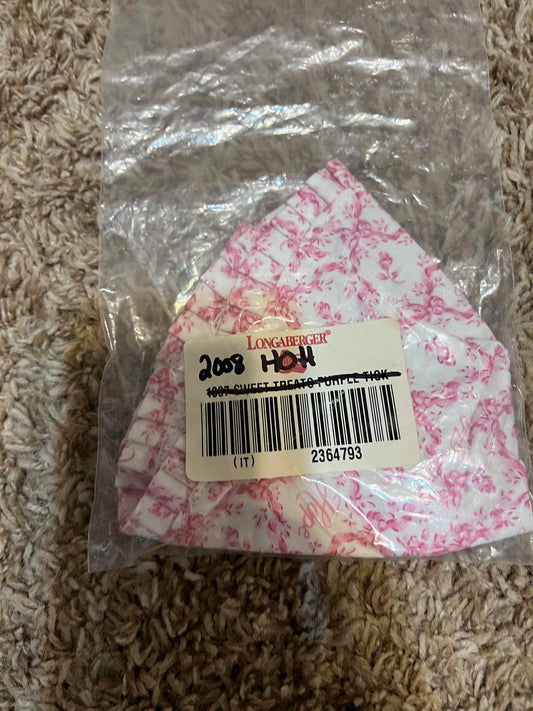 LONGABERGER®
2008 HOH
1997 SWEET TREATS PURPLE TICK
(IT) 2364793